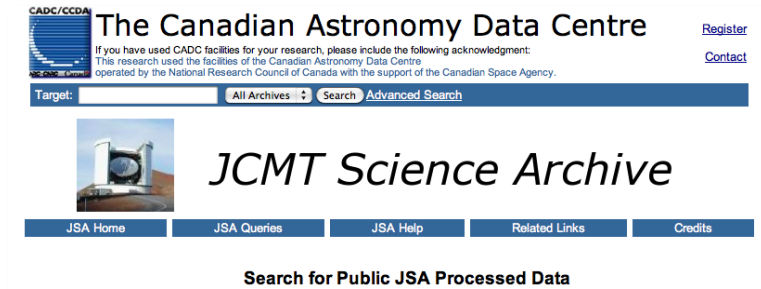 CADC/CCDA
The Canadian Astronomy Data Centre
Register
If you have used CADC facilities for your research, please include the following acknowledgment:
This research used the facilities of the Canadian Astronomy Data Centre
Contact
operated by the National Research Council of Canada with the support of the Canadian Space Agency.
NRC·CNRC Canada
Target: All Archives Search Advanced Search
JCMT Science Archive
JSA Home JSA Queries JSA Help Related Links Credits
Search for Public JSA Processed Data